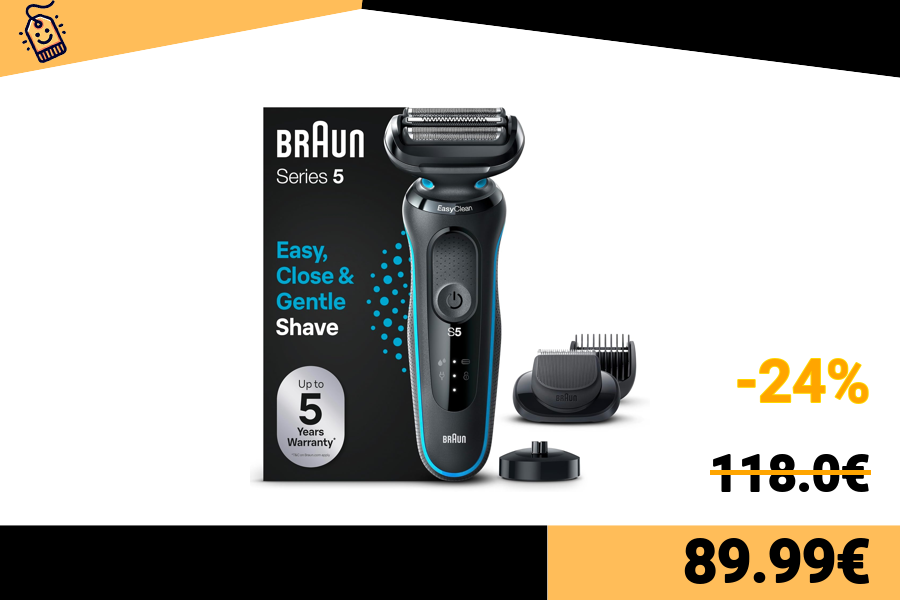 BRAUN
Series 5
Easy,
Close &
Gentle
Shave
Up to
5
Years
Warranty*
EasyClean
S5
BRAUN
BRAUN
-24%
118.0€
89.99€